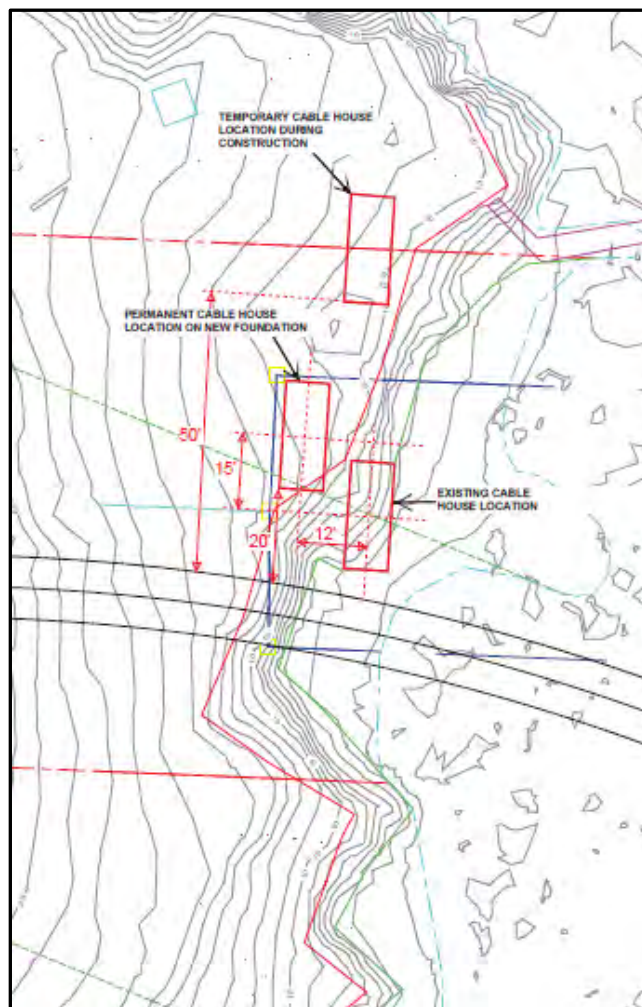 TEMPORARY CABLE HOUSE
LOCATION DURING
CONSTRUCTION
PERMANENT CABLE HOUSE
LOCATION ON NEW FOUNDATION
50'
15'
EXISTING CABLE
HOUSE LOCATION
20'
12'